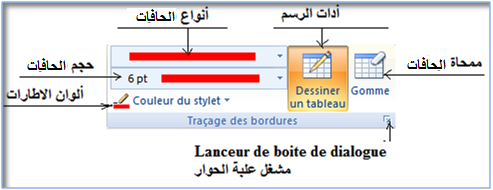 أنواع الحافات
أدات الرسم
حجم الحافات
6 pt
ممحاة الحافات
ألوان الاطارات
Couleur du stylet
Dessiner
un tableau
Gomme
Traçage des bordures
Lanceur de boite de dialogue
مشغل علبة الحوار